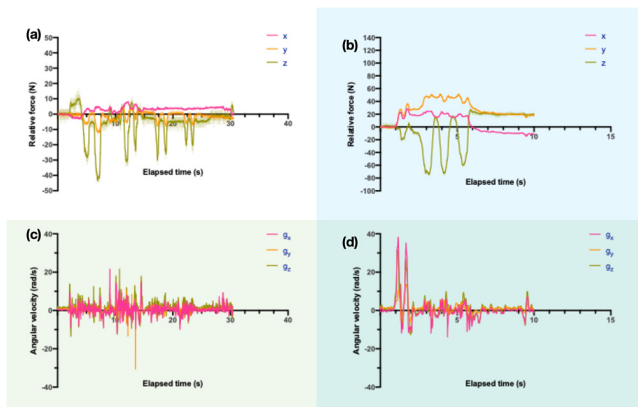 (a)
x
y
z
50
40
30
20
10
0
-10
-20
-30
-40
-50
10
20
30
40
Relative force (N)
Elapsed time (s)
(b)
x
y
z
140
120
100
80
60
40
20
0
-20
-40
-60
-80
-100
5
10
15
Relative force (N)
Elapsed time (s)
(c)
gx
gy
gz
40
20
0
-20
-40
10
20
30
40
Angular velocity (rad/s)
Elapsed time (s)
(d)
gx
gy
gz
40
20
0
-20
-40
5
10
15
Angular velocity (rad/s)
Elapsed time (s)